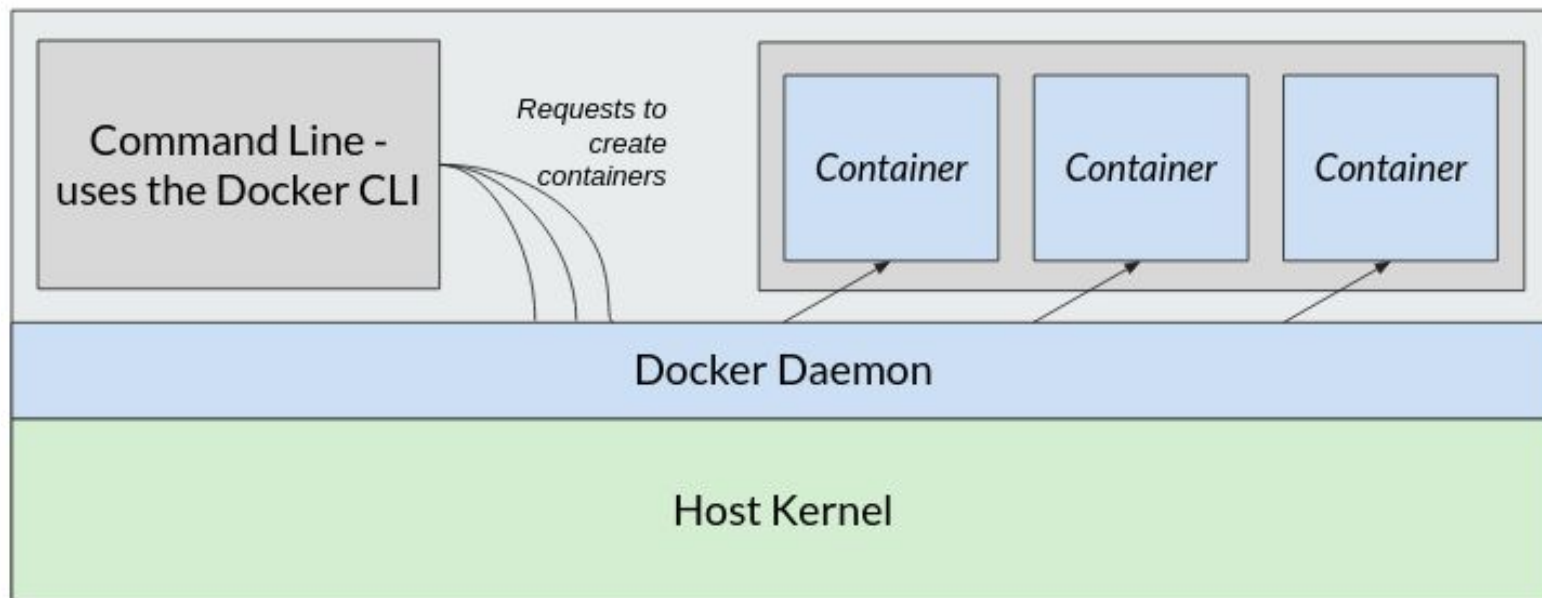 Command Line -
uses the Docker CLI
Requests to
create
containers
Container
Container
Container
Docker Daemon
Host Kernel